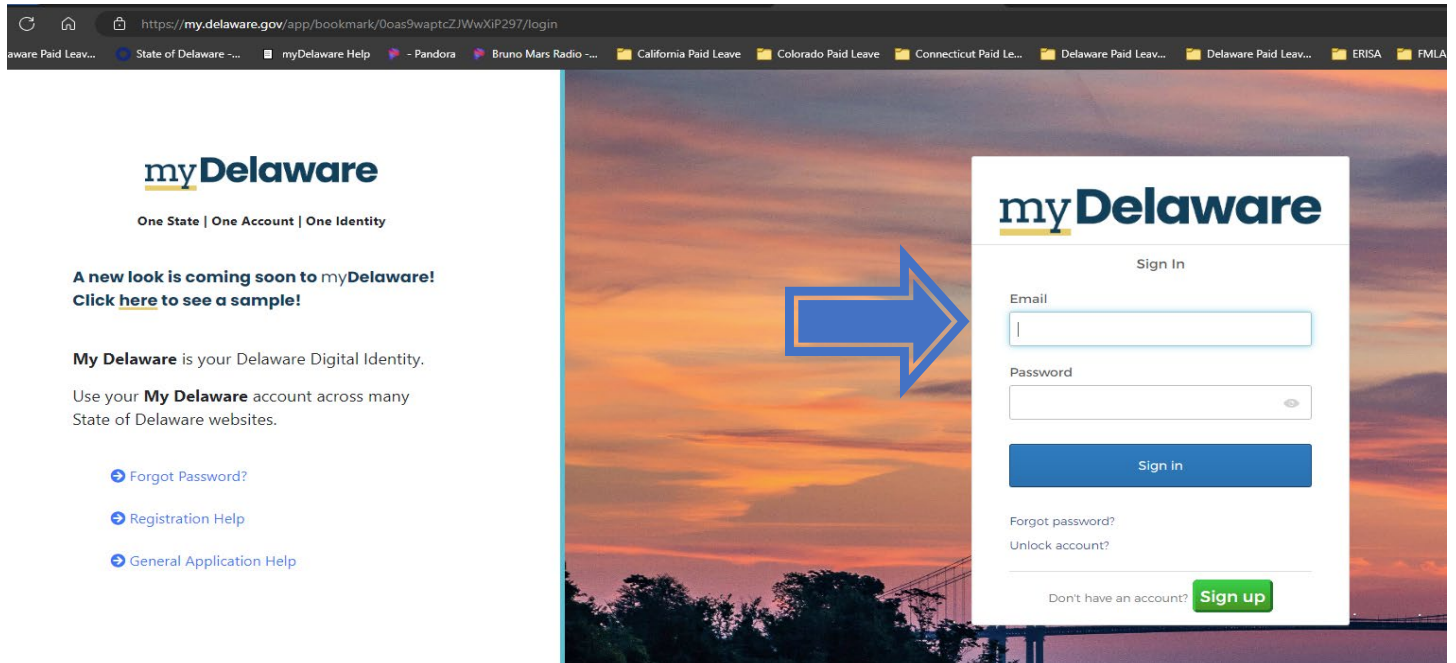 https://my.delaware.gov/app/bookmark/0oas9waptcZJWwXiP297/login
aware Paid Leav... State of Delaware -... myDelaware Help - Pandora Bruno Mars Radio -... California Paid Leave Colorado Paid Leave Connecticut Paid Le... Delaware Paid Leav... Delaware Paid Leav... ERISA FMLA
myDelaware
One State | One Account | One Identity
A new look is coming soon to myDelaware!
Click here to see a sample!
My Delaware is your Delaware Digital Identity.
Use your My Delaware account across many
State of Delaware websites.
Forgot Password?
Registration Help
General Application Help
myDelaware
Sign In
Email
Password
Sign in
Forgot password?
Unlock account?
Don't have an account? Sign up